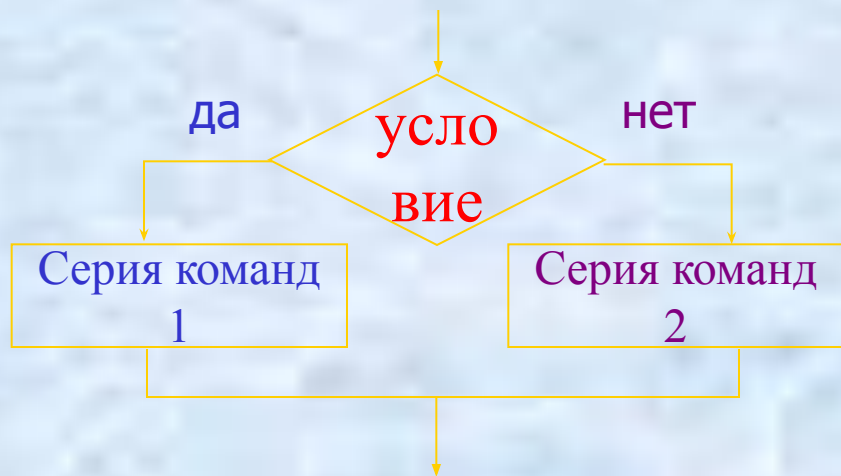 да
усло
вие
нет
Серия команд
1
Серия команд
2